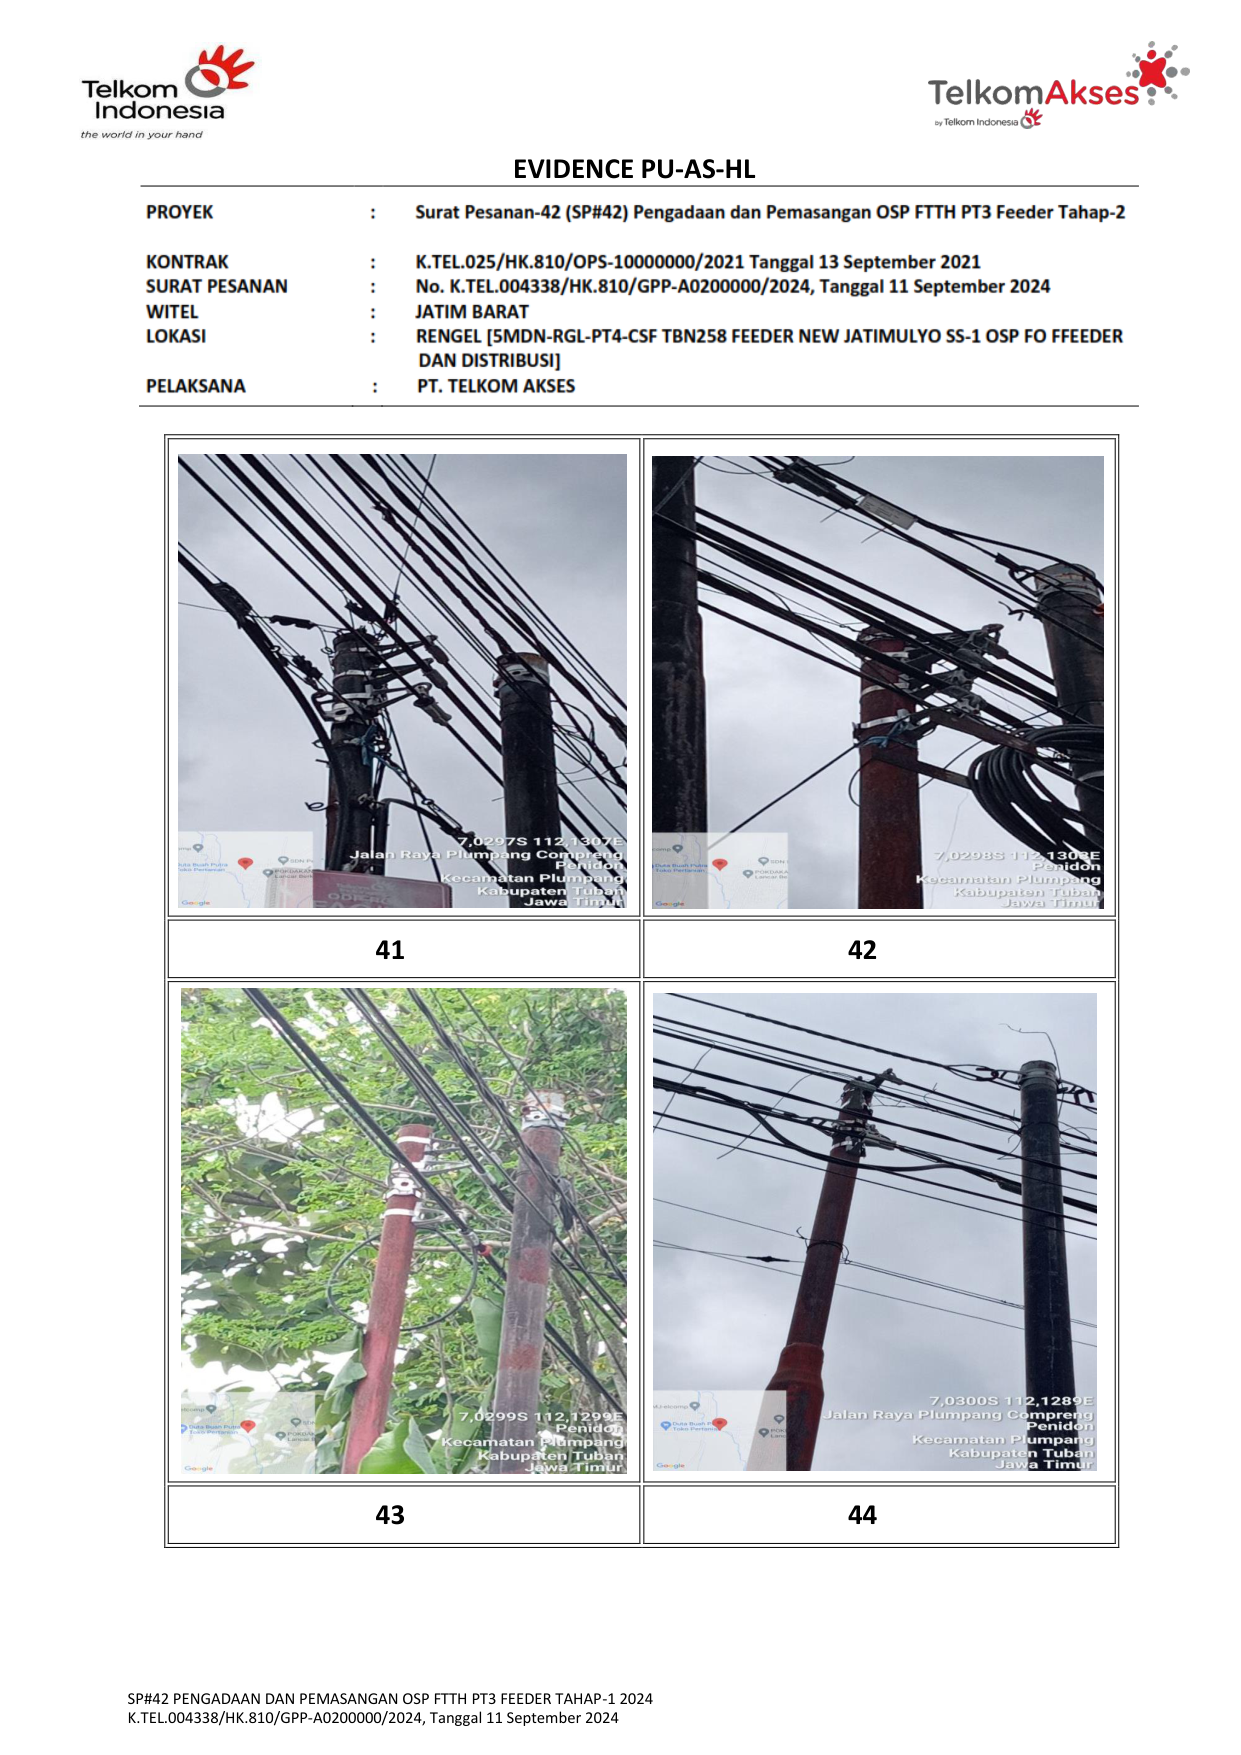 Telkom
Indonesia
the world in your hand
TelkomAkses
by Telkom Indonesia
EVIDENCE PU-AS-HL
PROYEK : Surat Pesanan-42 (SP#42) Pengadaan dan Pemasangan OSP FTTH PT3 Feeder Tahap-2
KONTRAK : K.TEL.025/HK.810/OPS-10000000/2021 Tanggal 13 September 2021
SURAT PESANAN : No. K.TEL.004338/HK.810/GPP-A0200000/2024, Tanggal 11 September 2024
WITEL : JATIM BARAT
LOKASI : RENGEL [5MDN-RGL-PT4-CSF TBN258 FEEDER NEW JATIMULYO SS-1 OSP FO FFEEDER
DAN DISTRIBUSI]
PELAKSANA : PT. TELKOM AKSES
7,0297S 112,1307E
Jalan Raya Plumpang Compreng
Penidon
Kecamatan Plumpang
Kabupaten Tuban
Jawa Timur
Google
7,0298S 112,1303E
Penidon
Kecamatan Plumpang
Kabupaten Tuban
Jawa Timur
Google
41
42
7,0299S 112,1299E
Penidon
Kecamatan Plumpang
Kabupaten Tuban
Jawa Timur
Google
7,0300S 112,1289E
Jalan Raya Plumpang Compreng
Penidon
Kecamatan Plumpang
Kabupaten Tuban
Jawa Timur
Google
43
44
SP#42 PENGADAAN DAN PEMASANGAN OSP FTTH PT3 FEEDER TAHAP-1 2024
K.TEL.004338/HK.810/GPP-A0200000/2024, Tanggal 11 September 2024